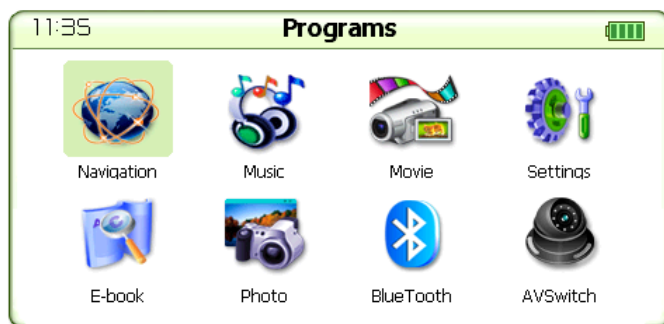 11:35 Programs
Navigation Music Movie Settings
E-book Photo BlueTooth AVSwitch